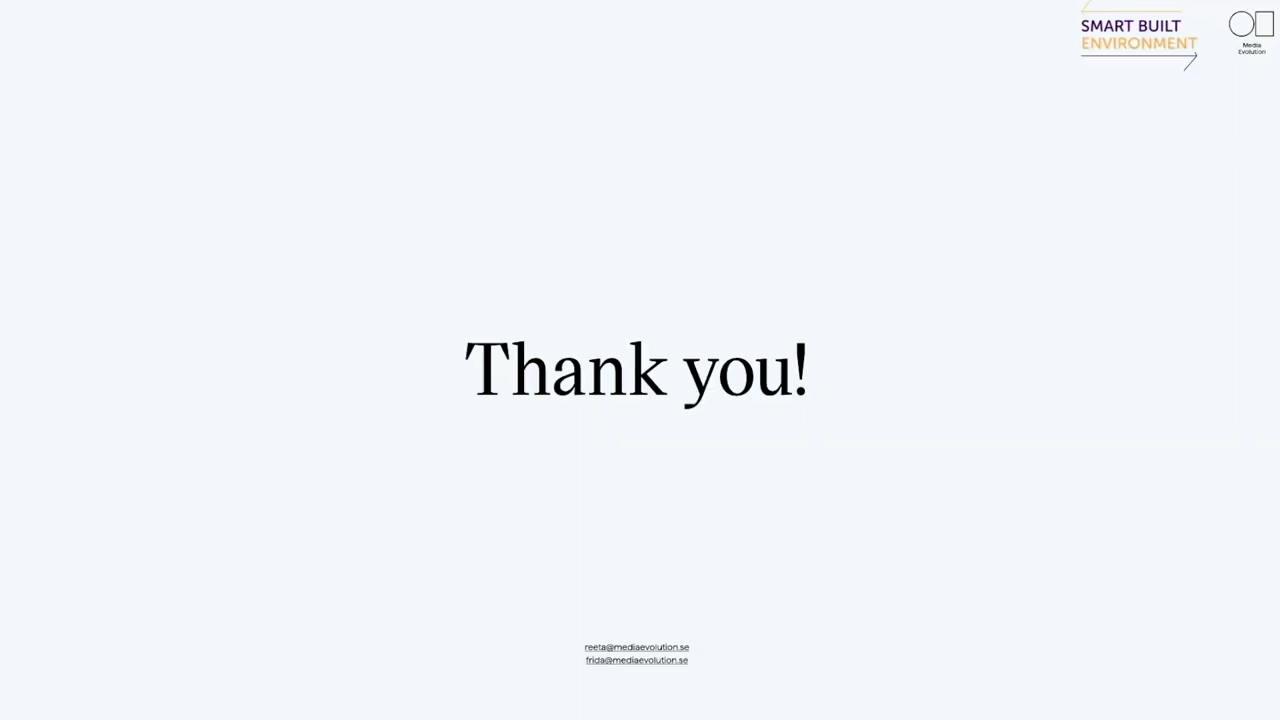 SMART BUILT
ENVIRONMENT
Media
Evolution
Thank you!
reeta@mediaevolution.se
frida@mediaevolution.se